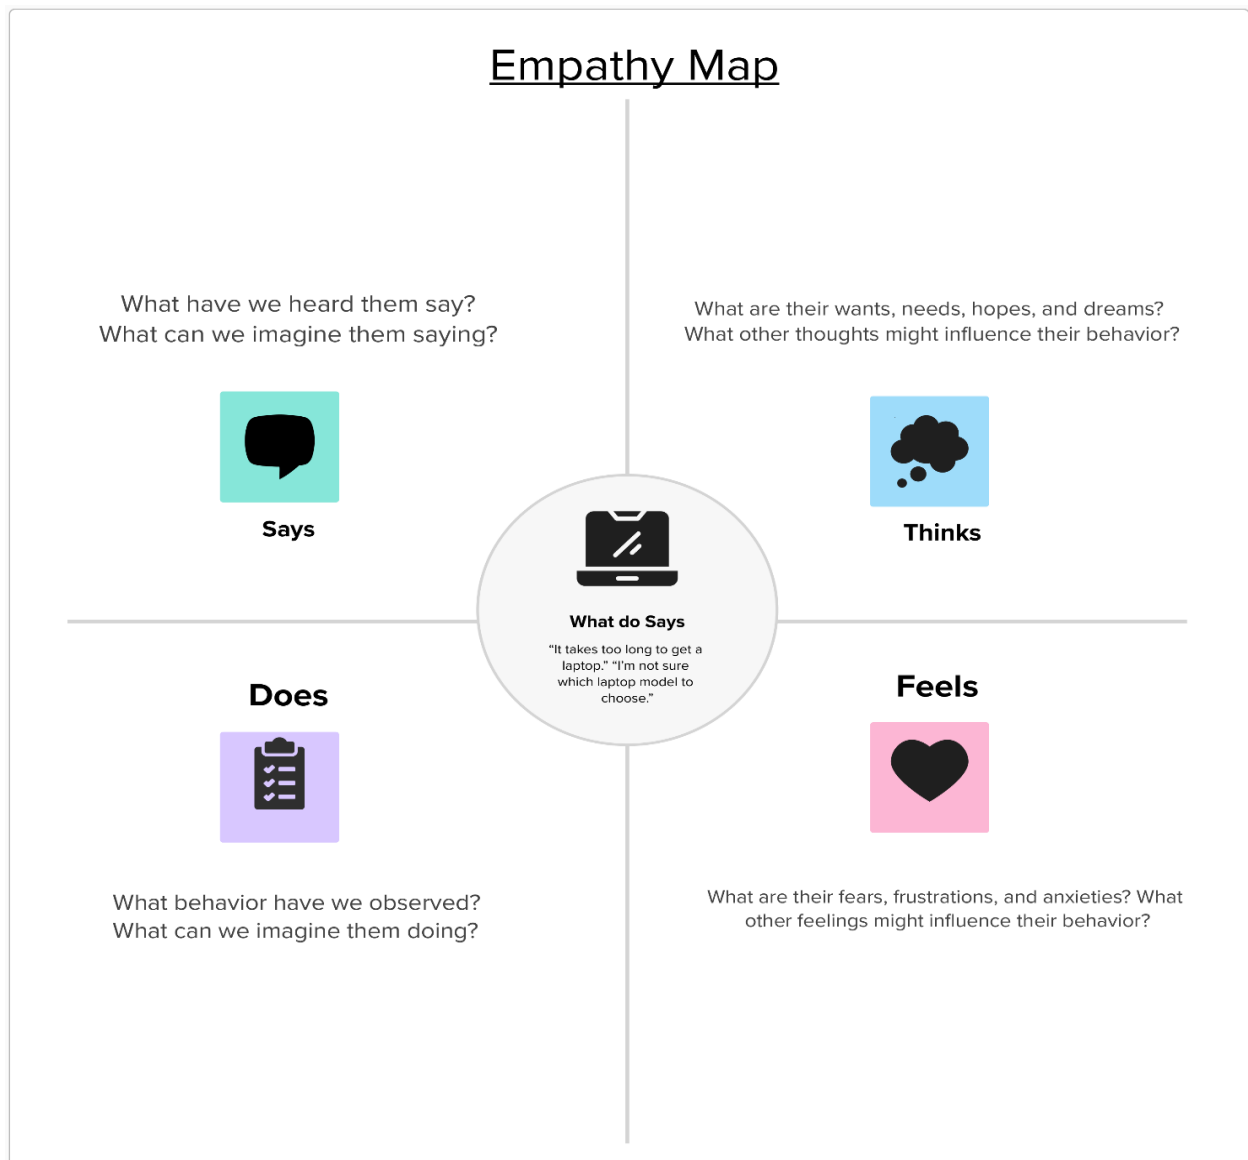 Empathy Map
What have we heard them say?
What can we imagine them saying?
Says
What are their wants, needs, hopes, and dreams?
What other thoughts might influence their behavior?
Thinks
What do Says
“It takes too long to get a
laptop.” “I’m not sure
which laptop model to
choose.”
Does
What behavior have we observed?
What can we imagine them doing?
Feels
What are their fears, frustrations, and anxieties? What
other feelings might influence their behavior?